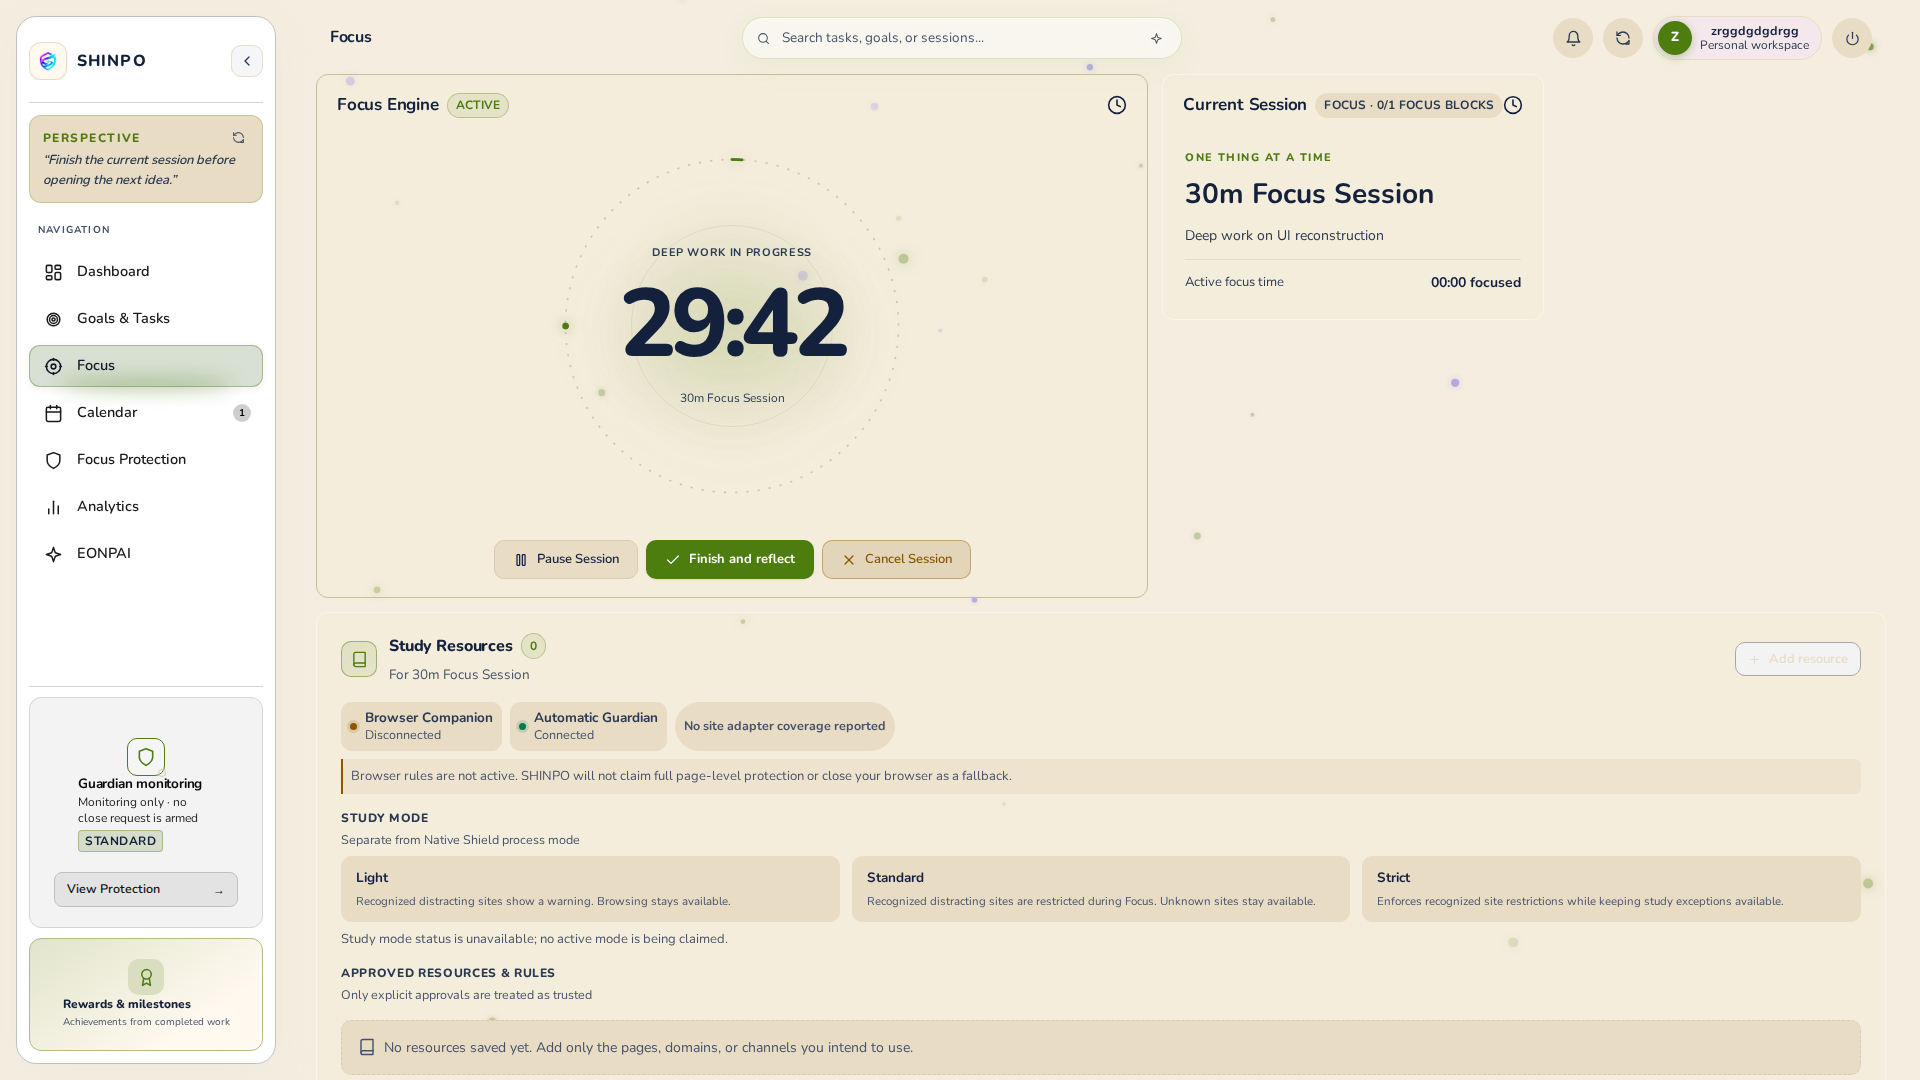 SHINPO
PERSPECTIVE
“Finish the current session before
opening the next idea.”
NAVIGATION
Dashboard
Goals & Tasks
Focus
Calendar
1
Focus Protection
Analytics
EONPAI
Guardian monitoring
Monitoring only · no
close request is armed
STANDARD
View Protection →
Rewards & milestones
Achievements from completed work
Focus
Search tasks, goals, or sessions...
Z
zrggdgdgdrgg
Personal workspace
Focus Engine
ACTIVE
DEEP WORK IN PROGRESS
29:42
30m Focus Session
Pause Session
Finish and reflect
Cancel Session
Current Session
FOCUS · 0/1 FOCUS BLOCKS
ONE THING AT A TIME
30m Focus Session
Deep work on UI reconstruction
Active focus time
00:00 focused
Study Resources
0
For 30m Focus Session
+ Add resource
Browser Companion
Disconnected
Automatic Guardian
Connected
No site adapter coverage reported
Browser rules are not active. SHINPO will not claim full page-level protection or close your browser as a fallback.
STUDY MODE
Separate from Native Shield process mode
Light
Recognized distracting sites show a warning. Browsing stays available.
Standard
Recognized distracting sites are restricted during Focus. Unknown sites stay available.
Strict
Enforces recognized site restrictions while keeping study exceptions available.
Study mode status is unavailable; no active mode is being claimed.
APPROVED RESOURCES & RULES
Only explicit approvals are treated as trusted
No resources saved yet. Add only the pages, domains, or channels you intend to use.